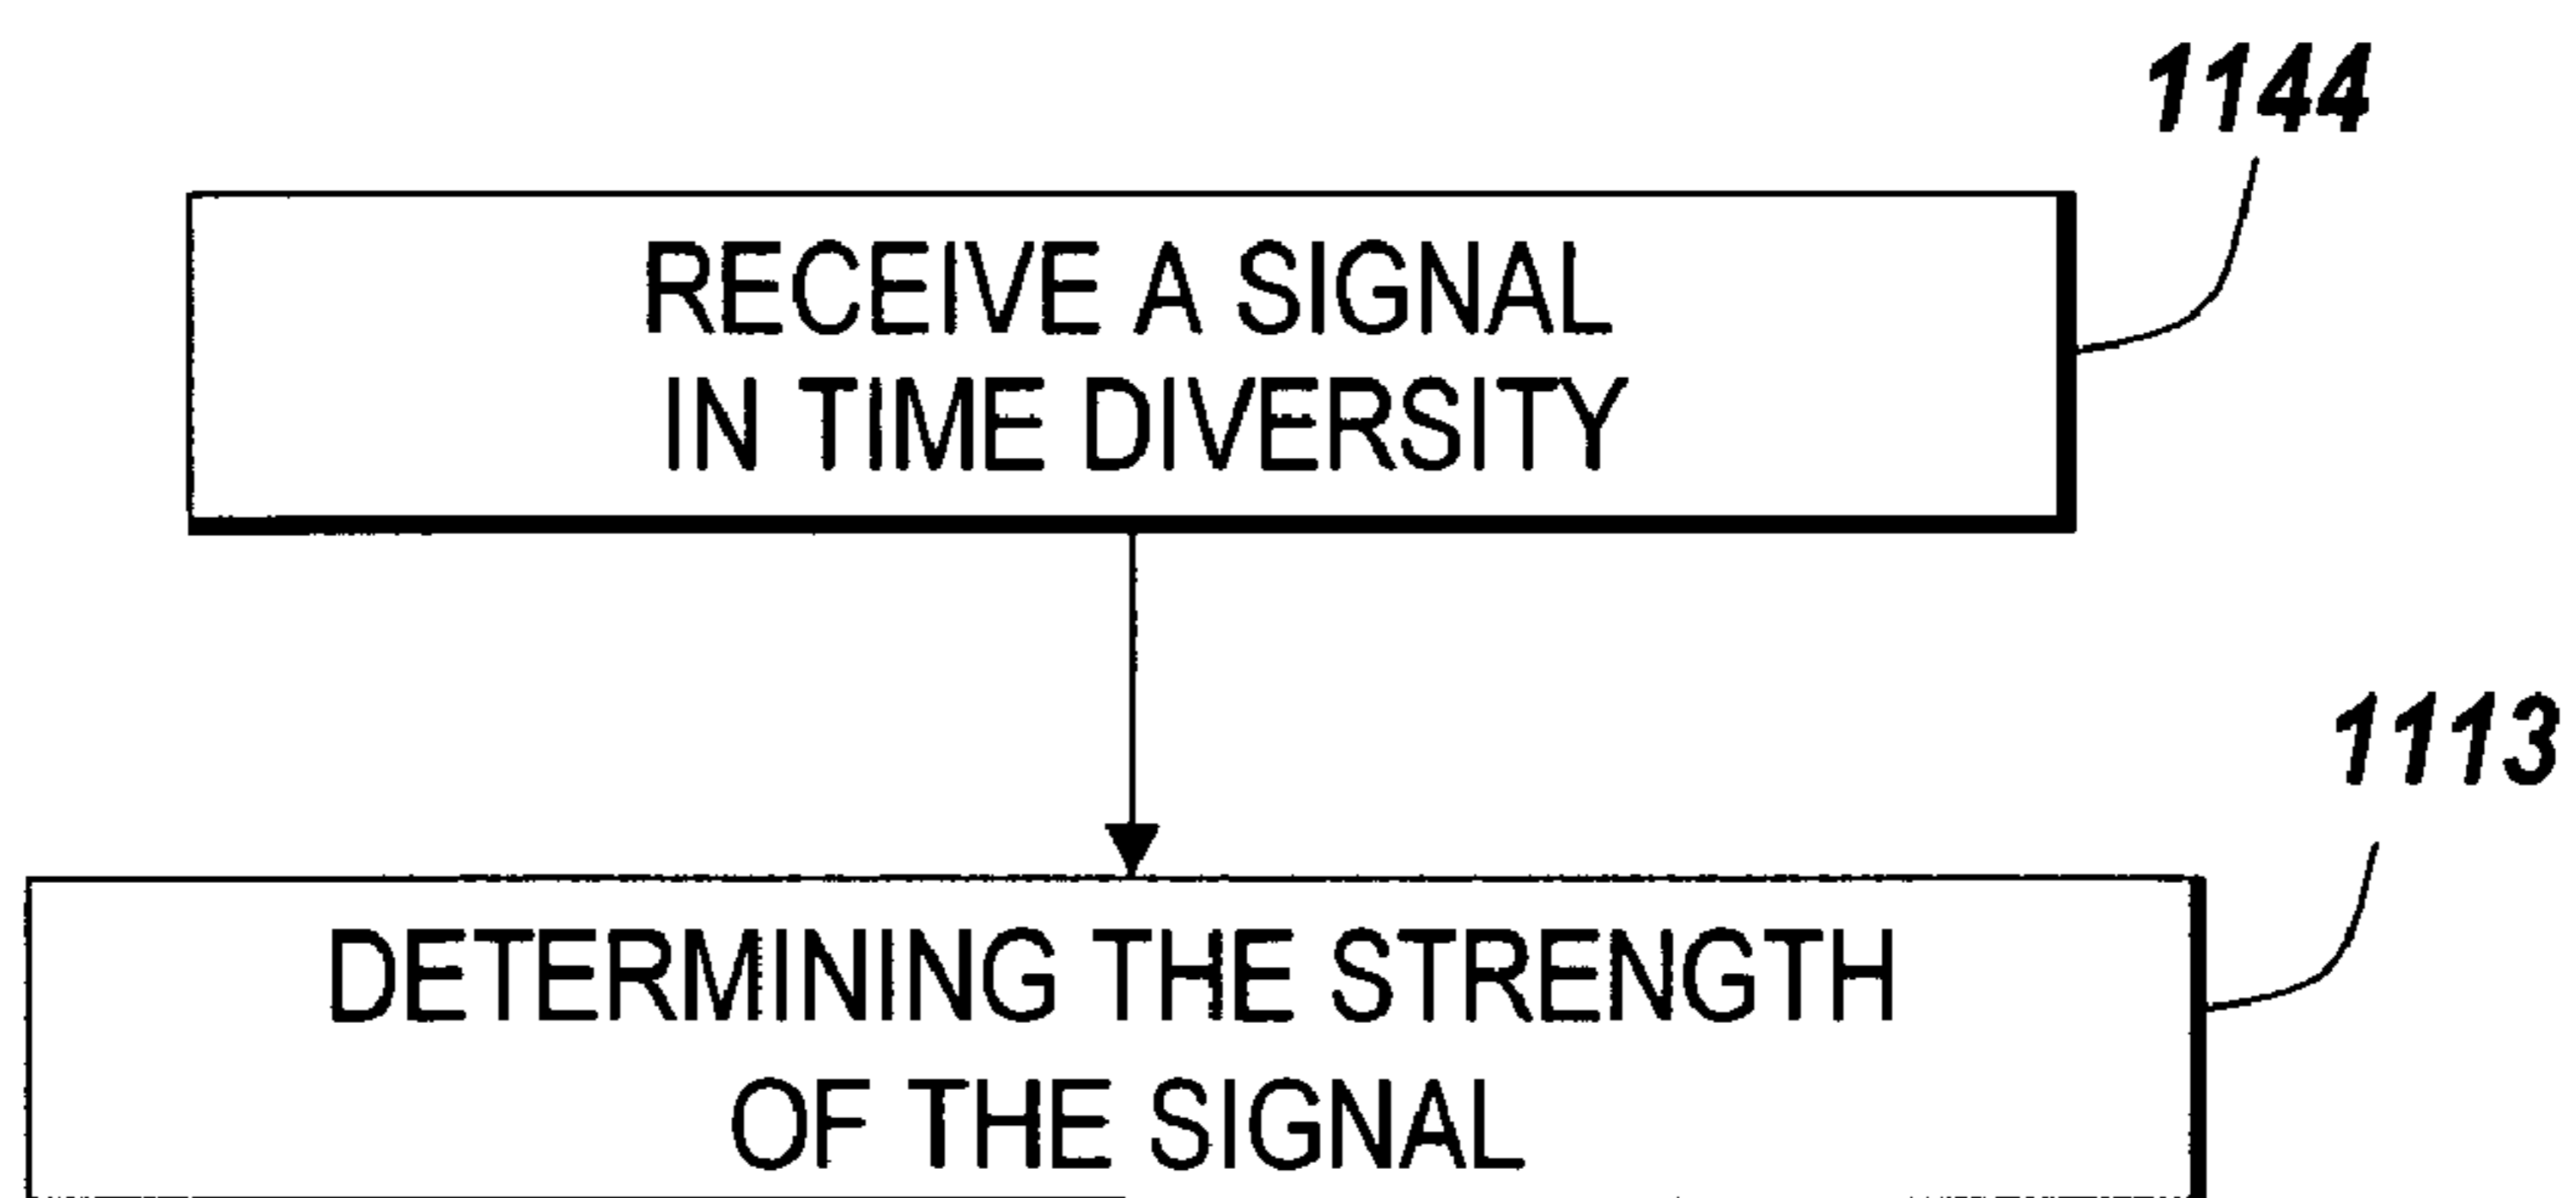 1144
RECEIVE A SIGNAL
IN TIME DIVERSITY
1113
DETERMINING THE STRENGTH
OF THE SIGNAL